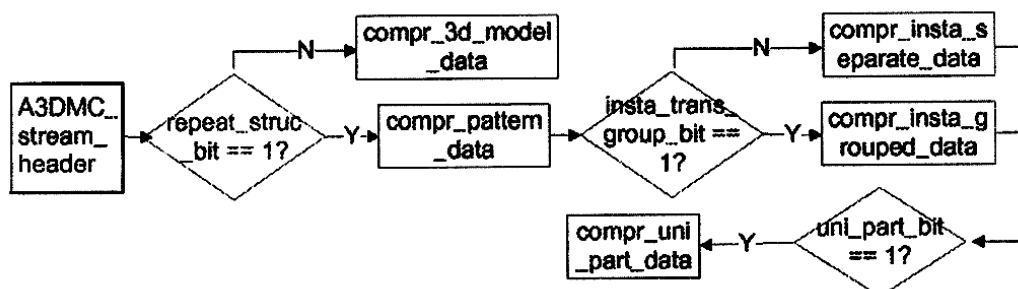 A3DMC_
stream_
header
repeat_struc
_bit == 1?
N
compr_3d_model
_data
Y
compr_pattern
_data
insta_trans_
group_bit ==
1?
N
compr_insta_s
eparate_data
Y
compr_insta_g
rouped_data
uni_part_bit
== 1?
Y
compr_uni
_part_data